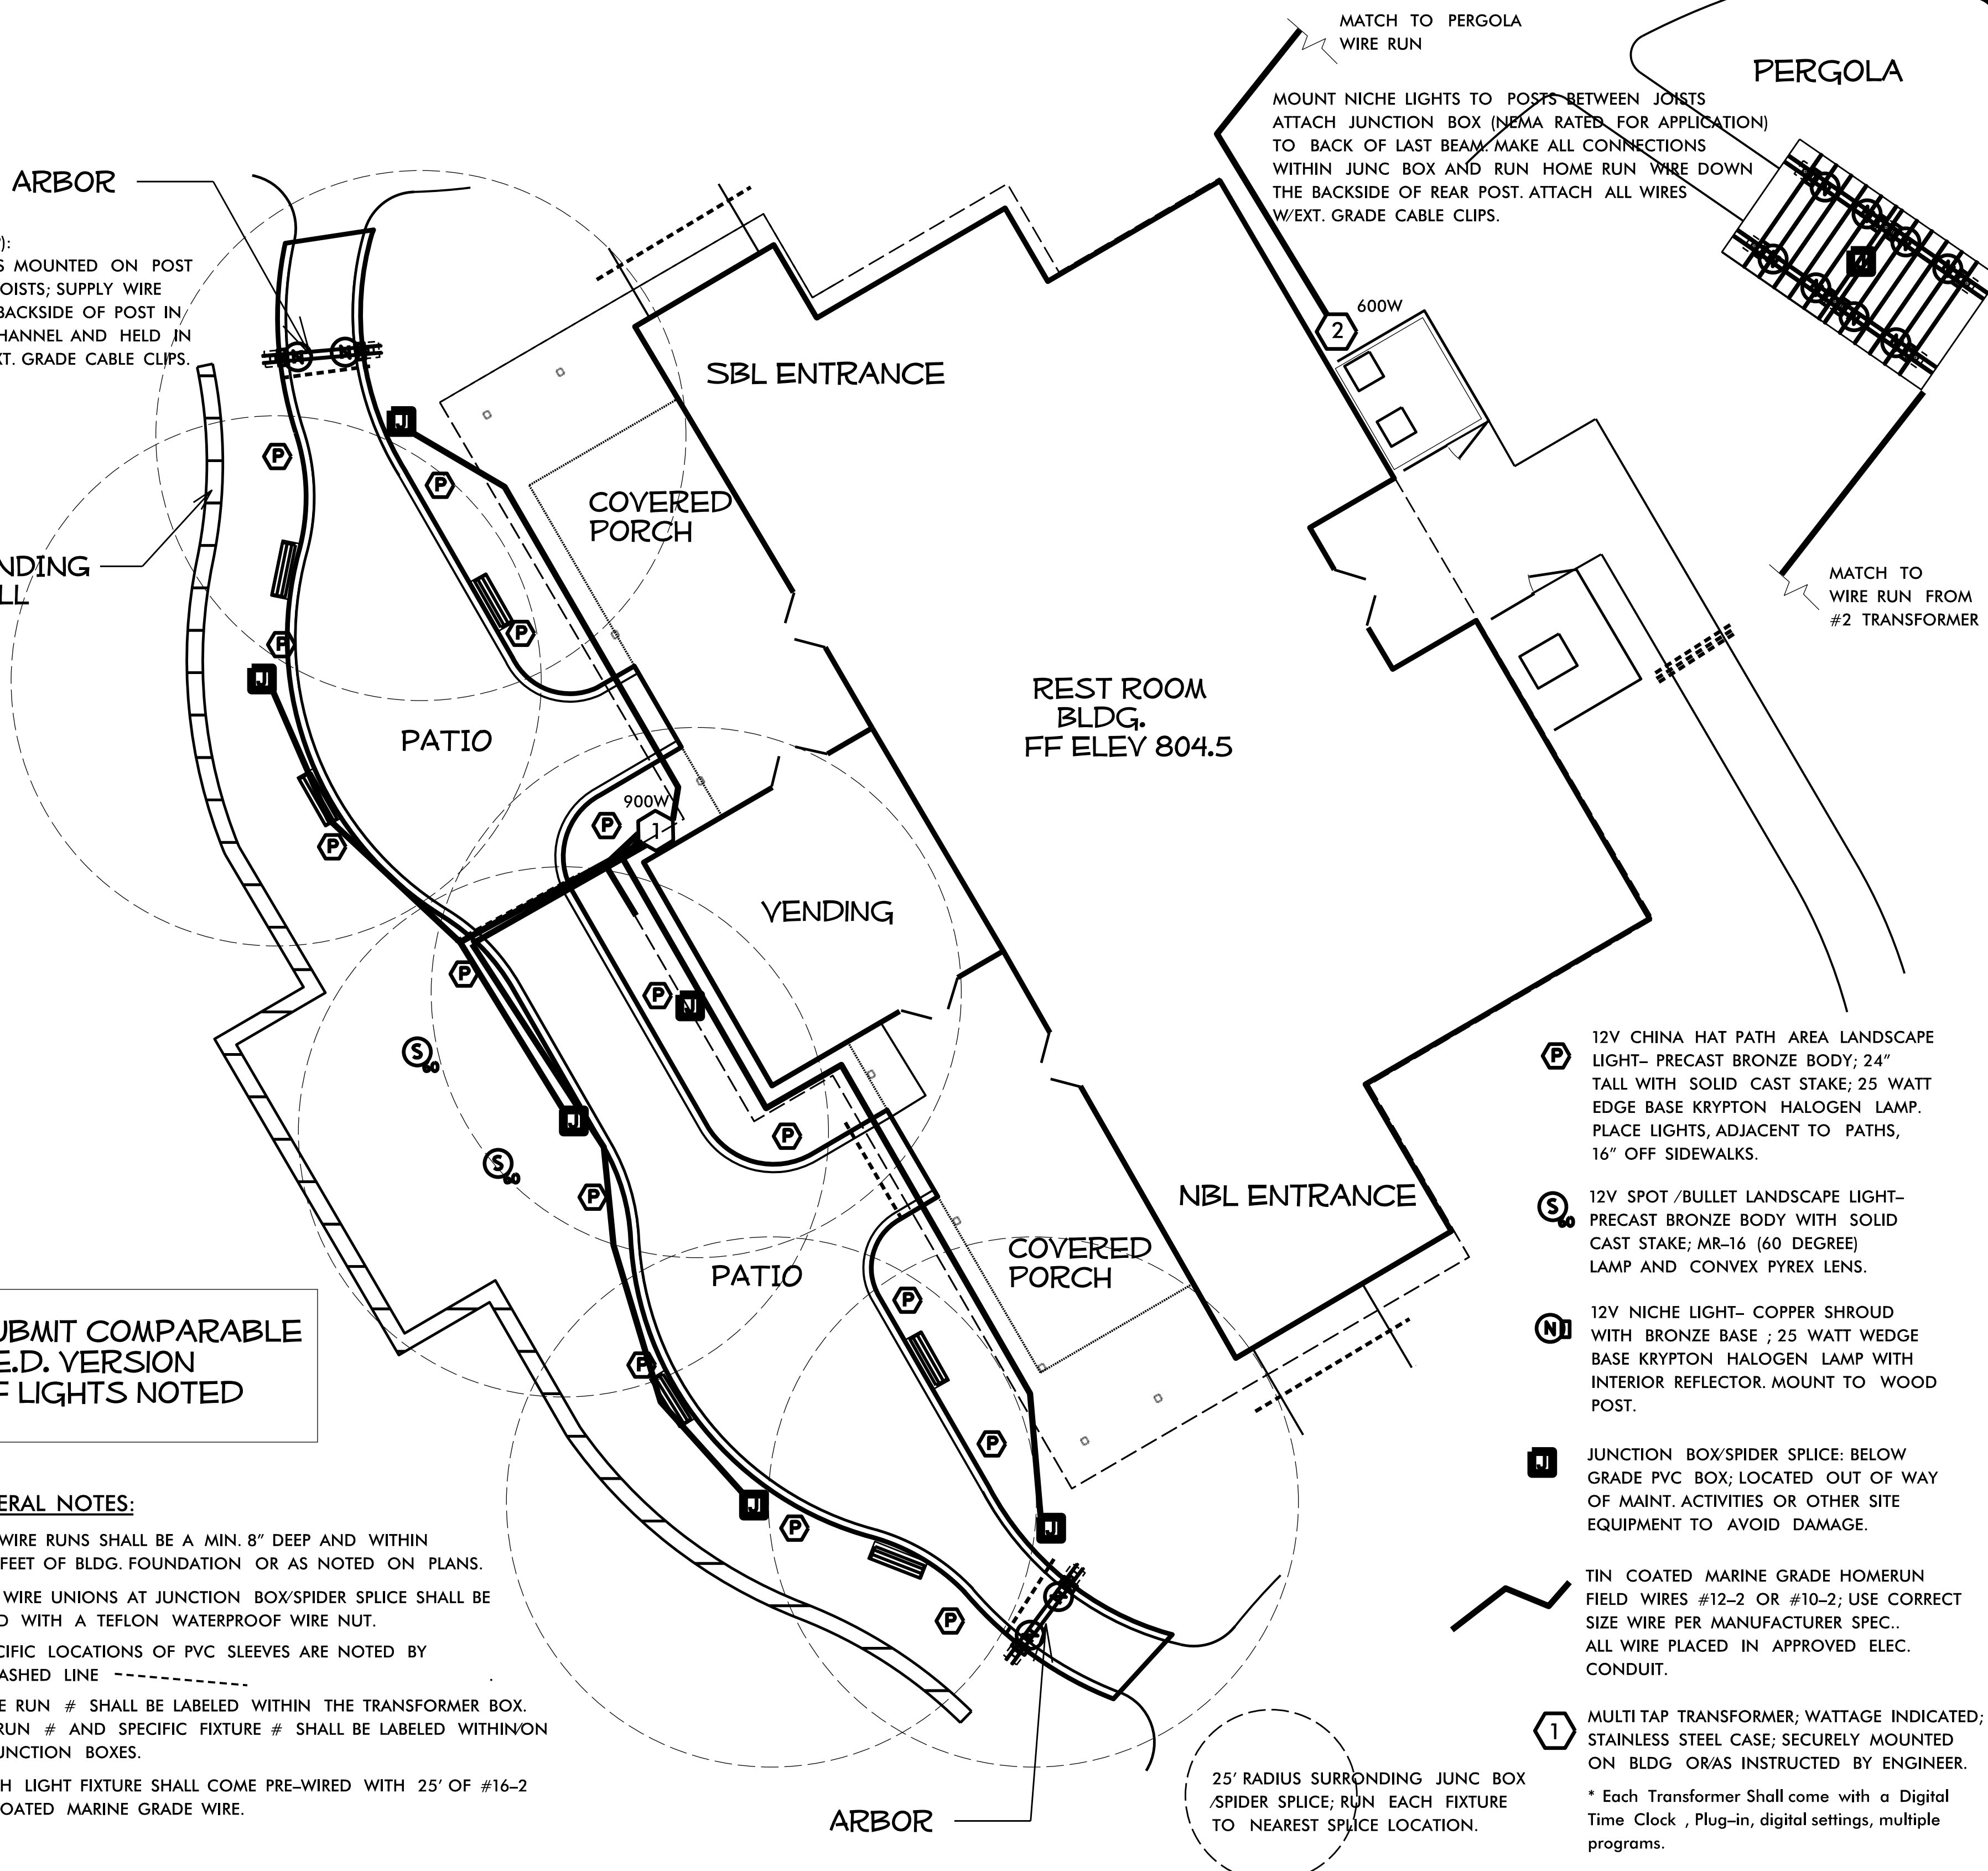 MATCH TO PERGOLA
WIRE RUN
PERGOLA
MOUNT NICHE LIGHTS TO POSTS BETWEEN JOISTS
ATTACH JUNCTION BOX (NEMA RATED FOR APPLICATION)
TO BACK OF LAST BEAM. MAKE ALL CONNECTIONS
WITHIN JUNC BOX AND RUN HOME RUN WIRE DOWN
THE BACKSIDE OF REAR POST. ATTACH ALL WIRES
W/EXT. GRADE CABLE CLIPS.
ARBOR
):
S MOUNTED ON POST
OISTS; SUPPLY WIRE
BACKSIDE OF POST IN
HANNEL AND HELD IN
XT. GRADE CABLE CLIPS.
N
N
600W
2
SBL ENTRANCE
J
P
P
COVERED
PORCH
NDING
LL
P
P
J
MATCH TO
WIRE RUN FROM
#2 TRANSFORMER
REST ROOM
BLDG.
FF ELEV 804.5
PATIO
900W
P
1
P
VENDING
P
P
J
S
60
J
P
S
60
P
NBL ENTRANCE
COVERED
PORCH
PATIO
P
P
P
J
P
J
P
ARBOR
UBMIT COMPARABLE
E.D. VERSION
F LIGHTS NOTED
ERAL NOTES:
WIRE RUNS SHALL BE A MIN. 8" DEEP AND WITHIN
FEET OF BLDG. FOUNDATION OR AS NOTED ON PLANS.
WIRE UNIONS AT JUNCTION BOX/SPIDER SPLICE SHALL BE
D WITH A TEFLON WATERPROOF WIRE NUT.
CIFIC LOCATIONS OF PVC SLEEVES ARE NOTED BY
ASHED LINE
E RUN # SHALL BE LABELED WITHIN THE TRANSFORMER BOX.
RUN # AND SPECIFIC FIXTURE # SHALL BE LABELED WITHIN/ON
UNCTION BOXES.
H LIGHT FIXTURE SHALL COME PRE-WIRED WITH 25' OF #16-2
OATED MARINE GRADE WIRE.
25' RADIUS SURRONDING JUNC BOX
/SPIDER SPLICE; RUN EACH FIXTURE
TO NEAREST SPLICE LOCATION.
P
12V CHINA HAT PATH AREA LANDSCAPE
LIGHT- PRECAST BRONZE BODY; 24"
TALL WITH SOLID CAST STAKE; 25 WATT
EDGE BASE KRYPTON HALOGEN LAMP.
PLACE LIGHTS, ADJACENT TO PATHS,
16" OFF SIDEWALKS.
S
60
12V SPOT /BULLET LANDSCAPE LIGHT-
PRECAST BRONZE BODY WITH SOLID
CAST STAKE; MR-16 (60 DEGREE)
LAMP AND CONVEX PYREX LENS.
N
12V NICHE LIGHT- COPPER SHROUD
WITH BRONZE BASE ; 25 WATT WEDGE
BASE KRYPTON HALOGEN LAMP WITH
INTERIOR REFLECTOR. MOUNT TO WOOD
POST.
J
JUNCTION BOX/SPIDER SPLICE: BELOW
GRADE PVC BOX; LOCATED OUT OF WAY
OF MAINT. ACTIVITIES OR OTHER SITE
EQUIPMENT TO AVOID DAMAGE.
TIN COATED MARINE GRADE HOMERUN
FIELD WIRES #12-2 OR #10-2; USE CORRECT
SIZE WIRE PER MANUFACTURER SPEC..
ALL WIRE PLACED IN APPROVED ELEC.
CONDUIT.
1
MULTI TAP TRANSFORMER; WATTAGE INDICATED;
STAINLESS STEEL CASE; SECURELY MOUNTED
ON BLDG OR/AS INSTRUCTED BY ENGINEER.
* Each Transformer Shall come with a Digital
Time Clock , Plug-in, digital settings, multiple
programs.